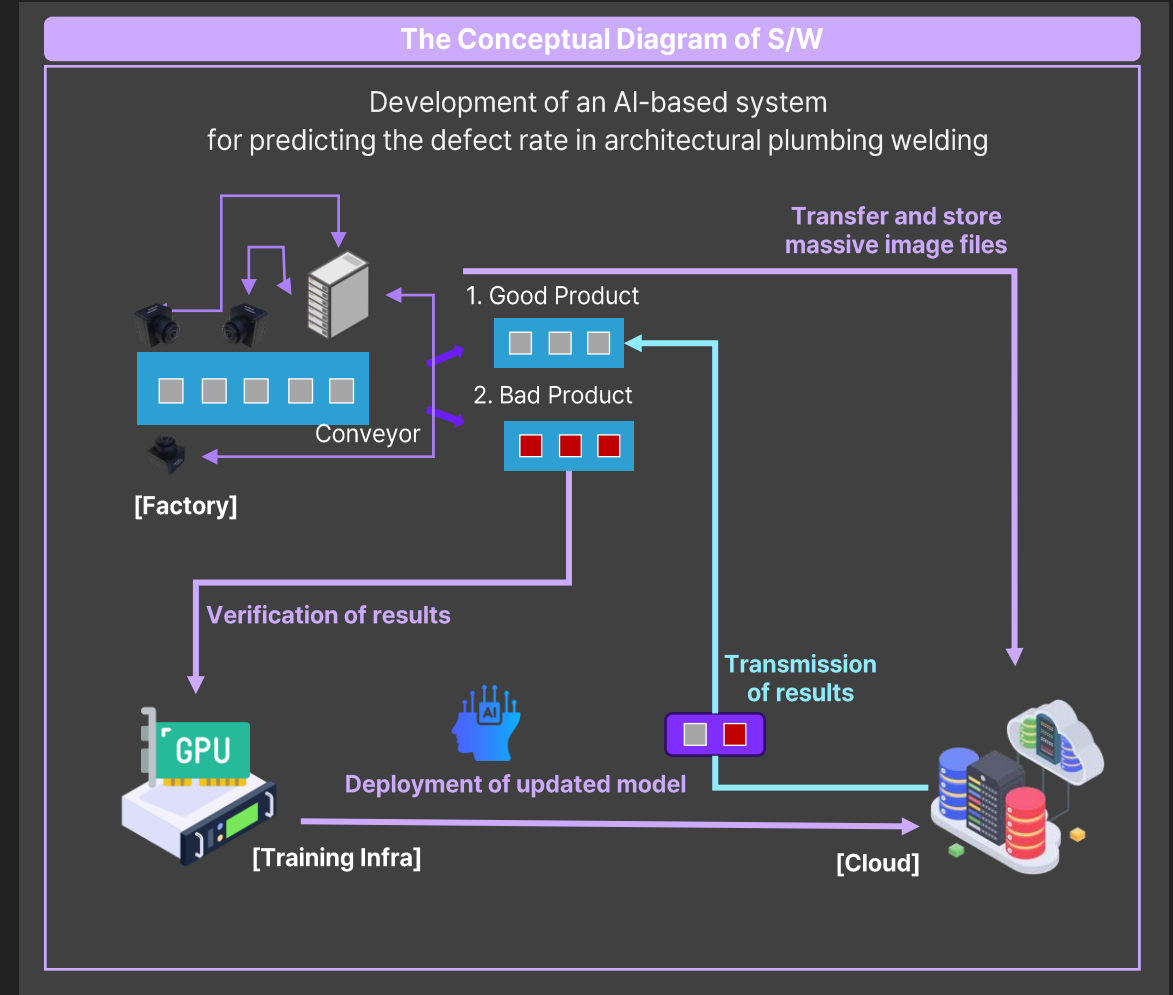 The Conceptual Diagram of S/W
Development of an AI-based system
for predicting the defect rate in architectural plumbing welding
Transfer and store
massive image files
1. Good Product
2. Bad Product
Conveyor
[Factory]
Verification of results
Transmission
of results
GPU
AI
Deployment of updated model
[Training Infra]
[Cloud]